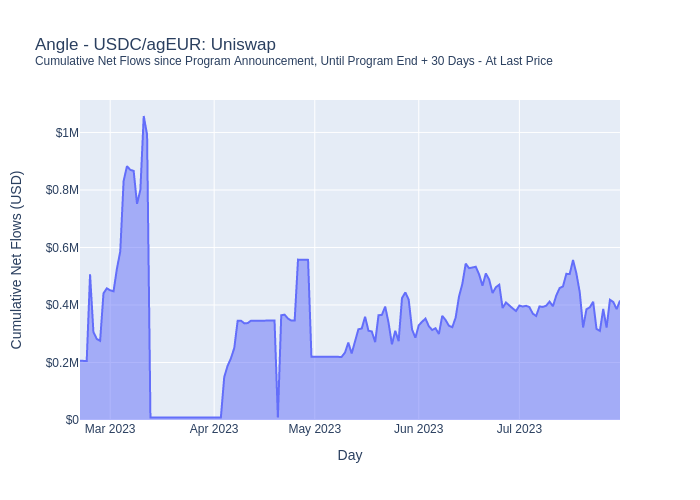 Angle - USDC/agEUR: Uniswap
Cumulative Net Flows since Program Announcement, Until Program End + 30 Days - At Last Price
Cumulative Net Flows (USD)
$1M
$0.8M
$0.6M
$0.4M
$0.2M
$0
Mar 2023
Apr 2023
May 2023
Jun 2023
Jul 2023
Day